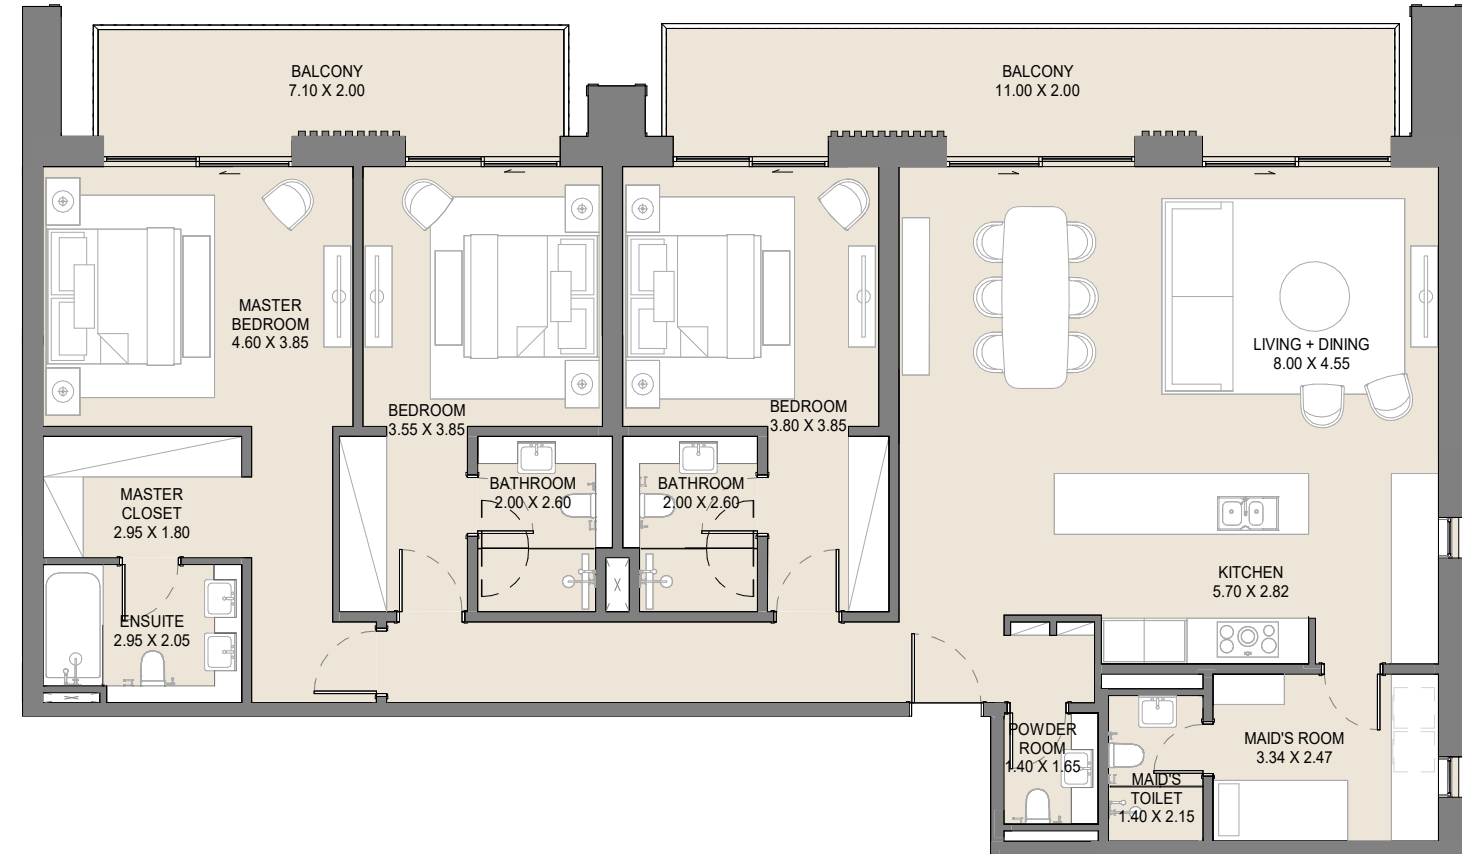 BALCONY
7.10 X 2.00
BALCONY
11.00 X 2.00
MASTER
BEDROOM
4.60 X 3.85
LIVING + DINING
8.00 X 4.55
BEDROOM
3.55 X 3.85
BEDROOM
3.80 X 3.85
MASTER
CLOSET
2.95 X 1.80
BATHROOM
2.00 X 2.60
BATHROOM
2.00 X 2.60
KITCHEN
5.70 X 2.82
ENSUITE
2.95 X 2.05
POWDER
ROOM
1.40 X 1.65
MAID'S ROOM
3.34 X 2.47
MAID'S
TOILET
1.40 X 2.15